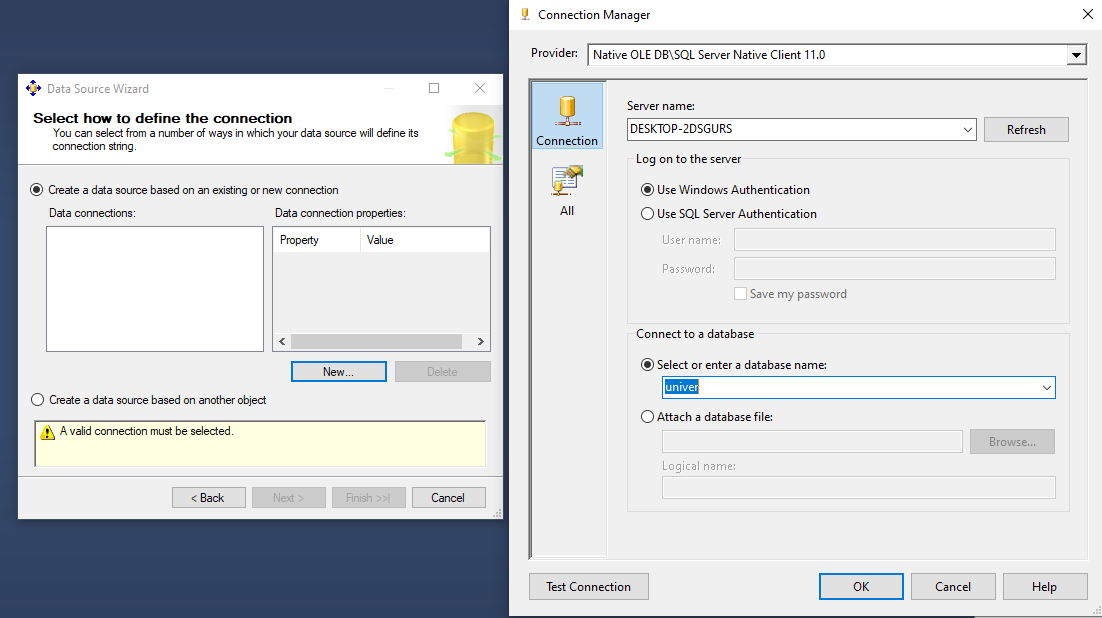 Data Source Wizard
Select how to define the connection
You can select from a number of ways in which your data source will define its
connection string.
Create a data source based on an existing or new connection
Data connections:
Data connection properties:
Property
Value
New...
Delete
Create a data source based on another object
A valid connection must be selected.
< Back
Next >
Finish >>|
Cancel
Connection Manager
Provider:
Native OLE DB\SQL Server Native Client 11.0
Connection
All
Server name:
DESKTOP-2DSGURS
Refresh
Log on to the server
Use Windows Authentication
Use SQL Server Authentication
User name:
Password:
Save my password
Connect to a database
Select or enter a database name:
univer
Attach a database file:
Browse...
Logical name:
Test Connection
OK
Cancel
Help